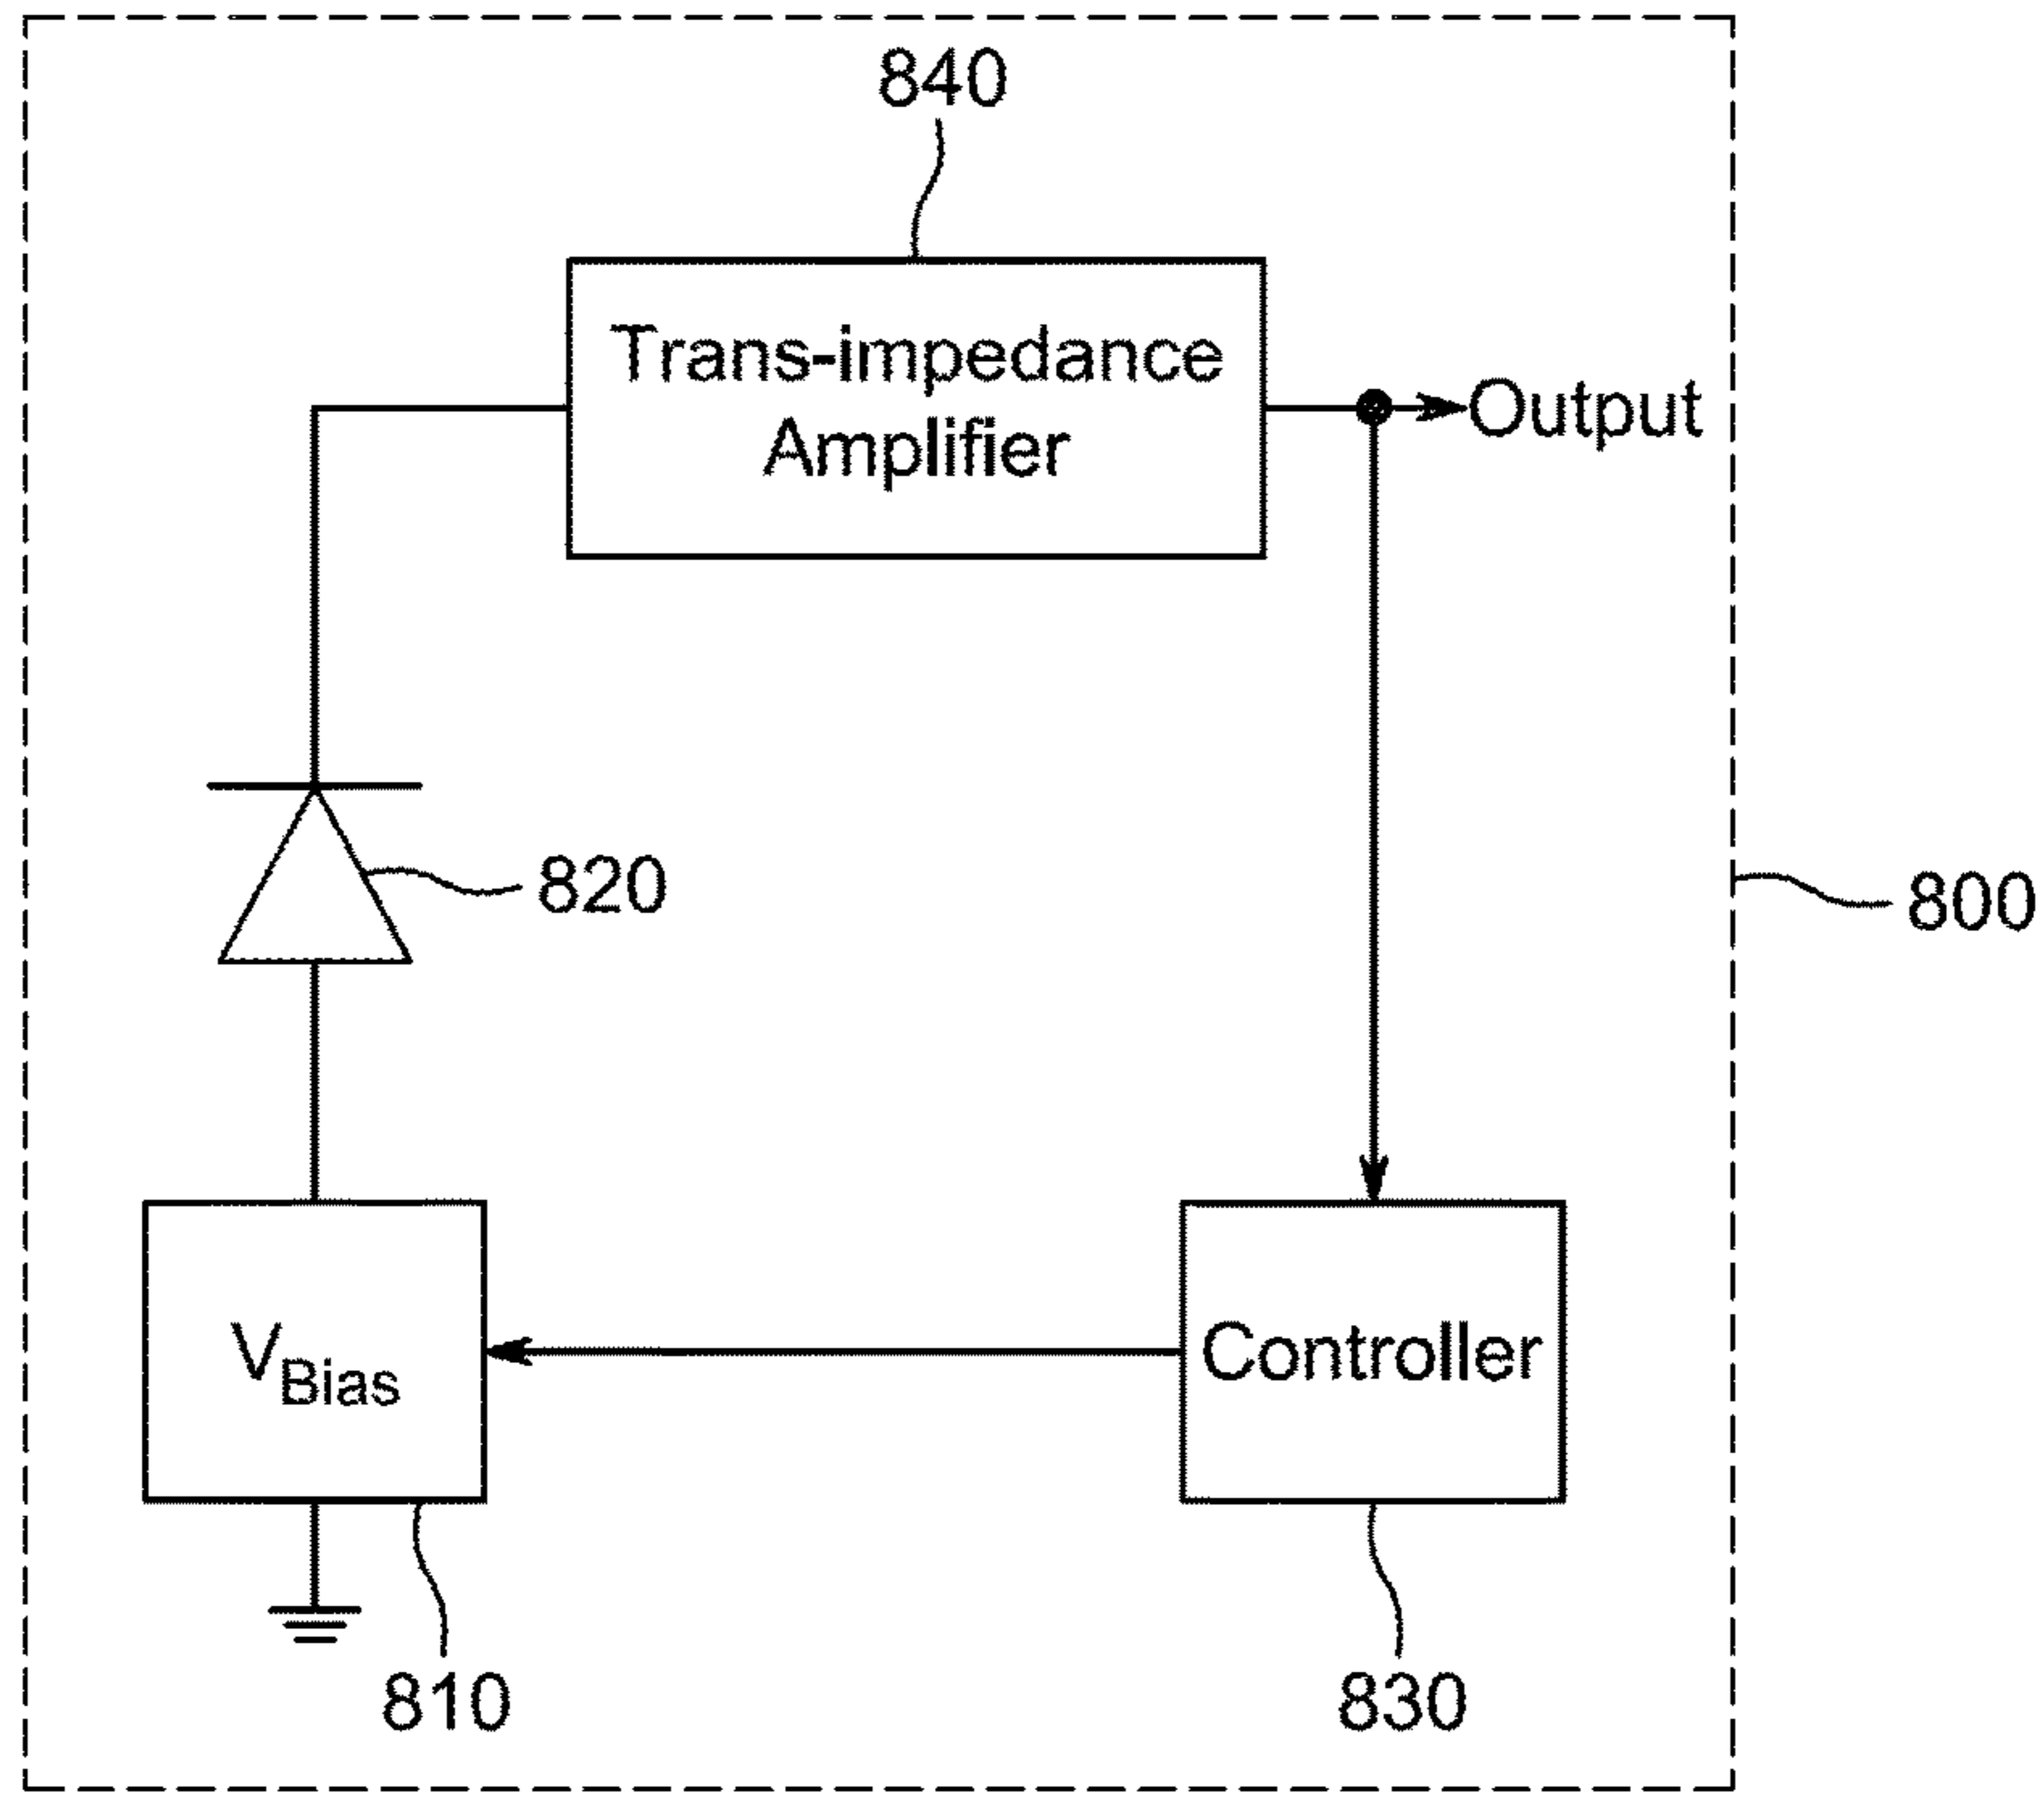 840
Trans-impedance
Amplifier
Output
820
800
VBias
Controller
810
830